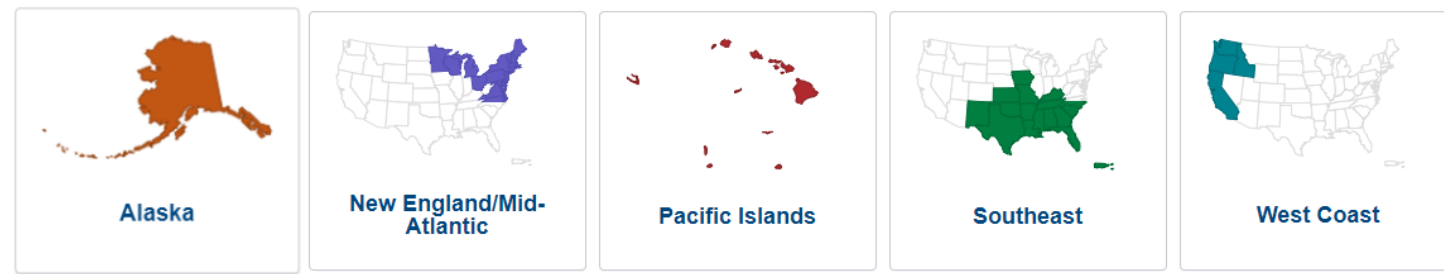 Alaska
New England/Mid-
Atlantic
Pacific Islands
Southeast
West Coast